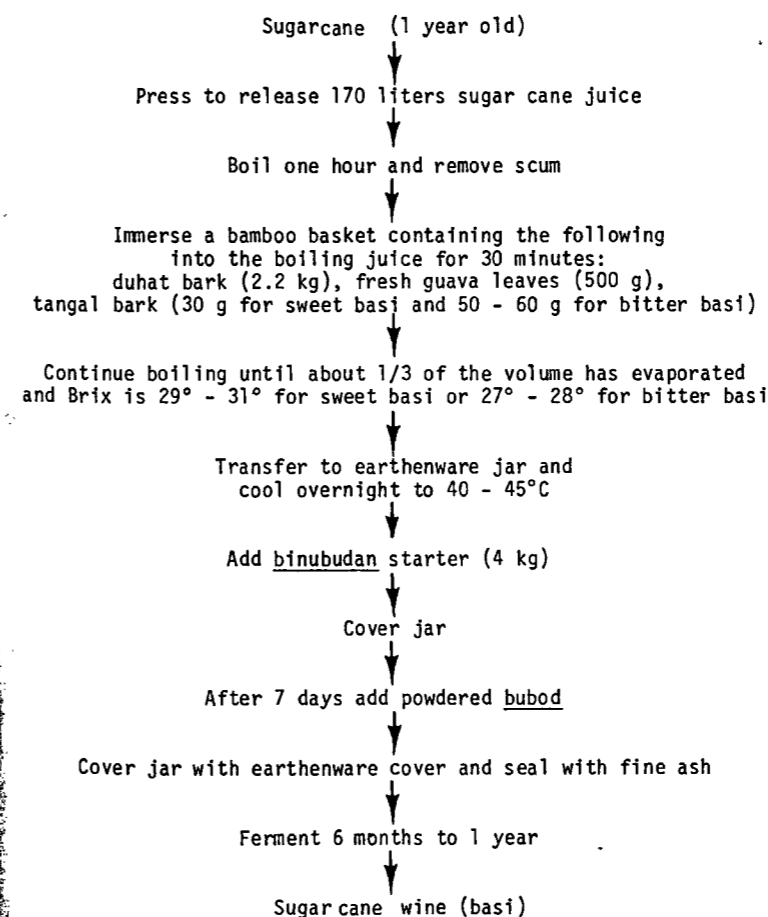 Sugarcane (1 year old)
Press to release 170 liters sugar cane juice
Boil one hour and remove scum
Immerse a bamboo basket containing the following
into the boiling juice for 30 minutes:
duhat bark (2.2 kg), fresh guava leaves (500 g),
tangal bark (30 g for sweet basi and 50 - 60 g for bitter basi)
Continue boiling until about 1/3 of the volume has evaporated
and Brix is 29° - 31° for sweet basi or 27° - 28° for bitter basi
Transfer to earthenware jar and
cool overnight to 40 - 45°C
Add binubudan starter (4 kg)
Cover jar
After 7 days add powdered bubod
Cover jar with earthenware cover and seal with fine ash
Ferment 6 months to 1 year
Sugar cane wine (basi)